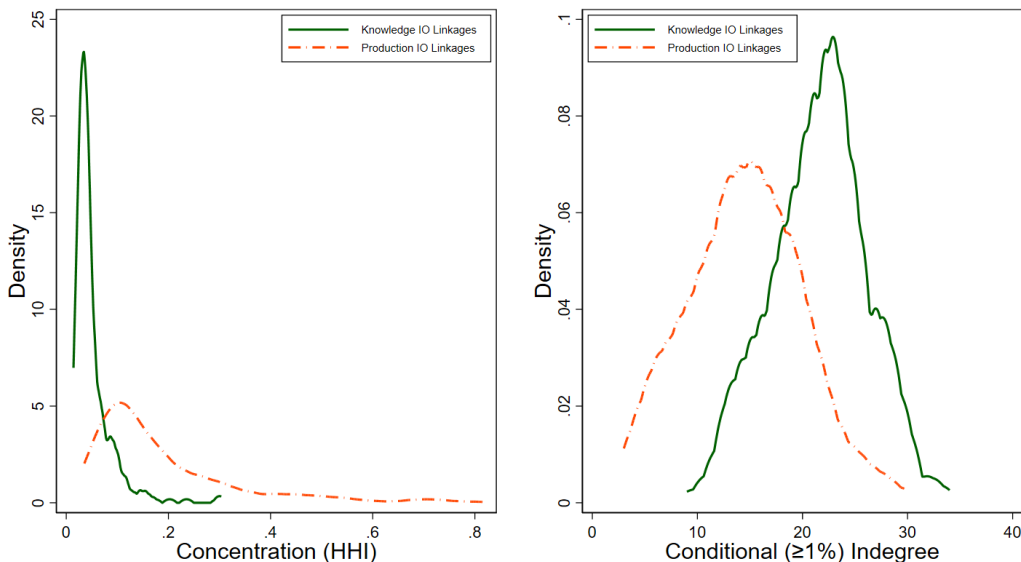 25
20
15
10
5
0
Density
0
.2
.4
.6
.8
Concentration (HHI)
Knowledge IO Linkages
Production IO Linkages
.1
.08
.06
.04
.02
0
Density
0
10
20
30
40
Conditional (≥1%) Indegree
Knowledge IO Linkages
Production IO Linkages